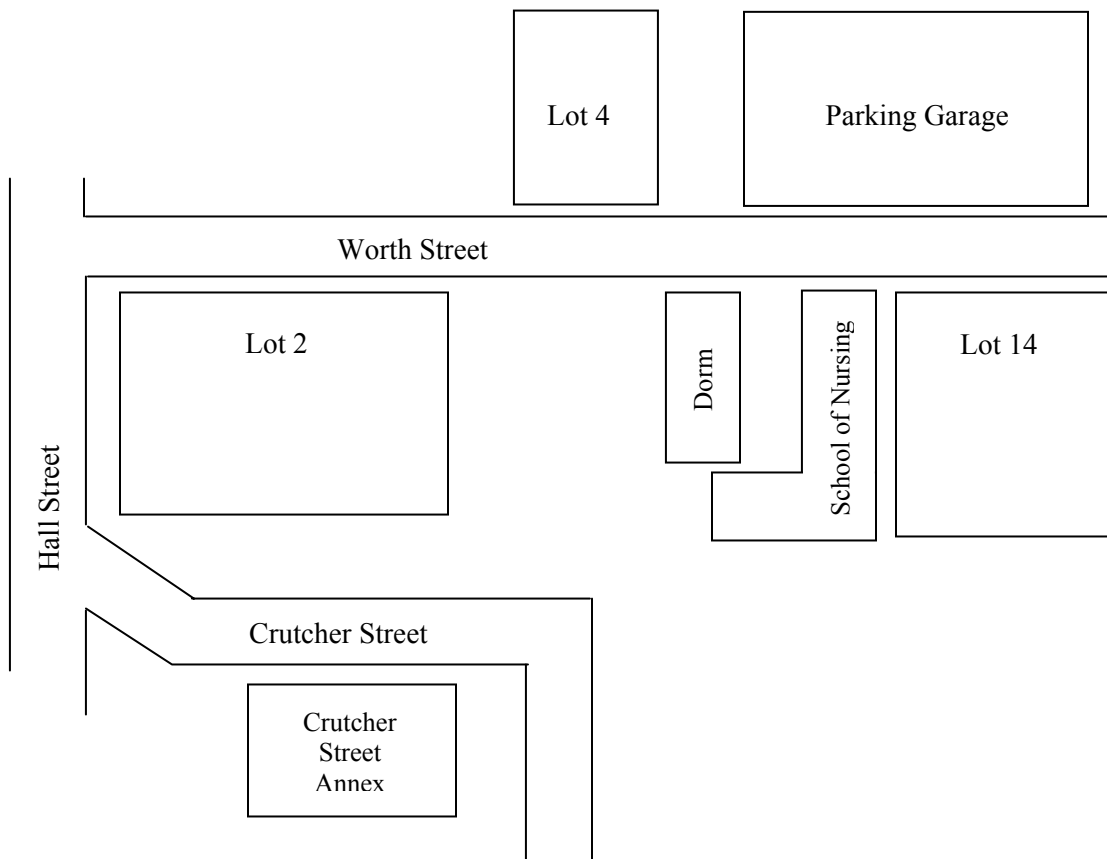 Lot 4
Parking Garage
Worth Street
Lot 2
Dorm
School of Nursing
Lot 14
Hall Street
Crutcher Street
Crutcher
Street
Annex